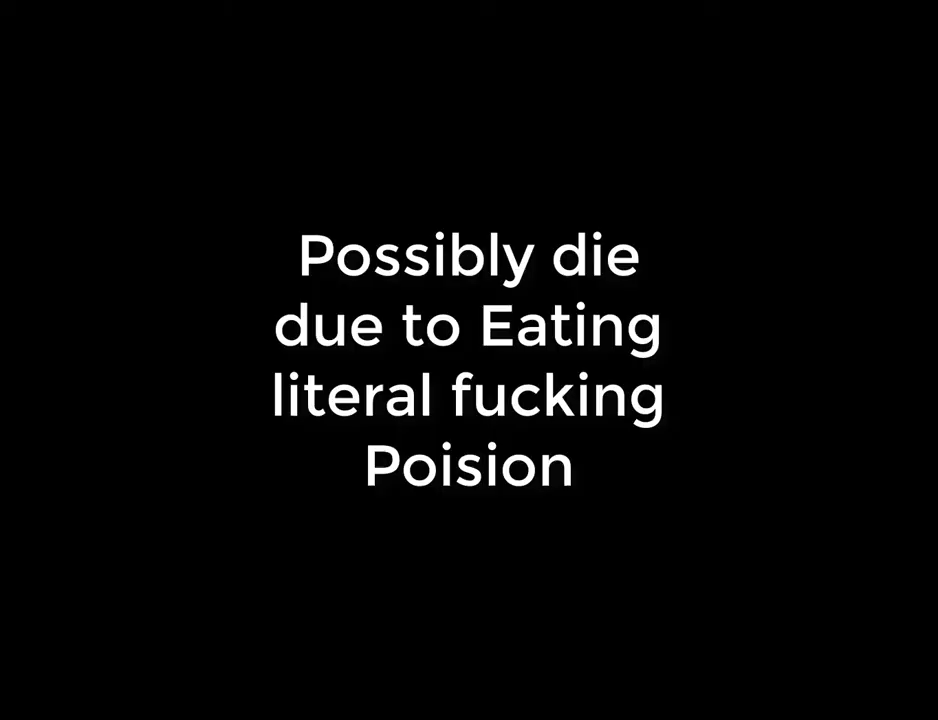 Possibly die
due to Eating
literal fucking
Poision